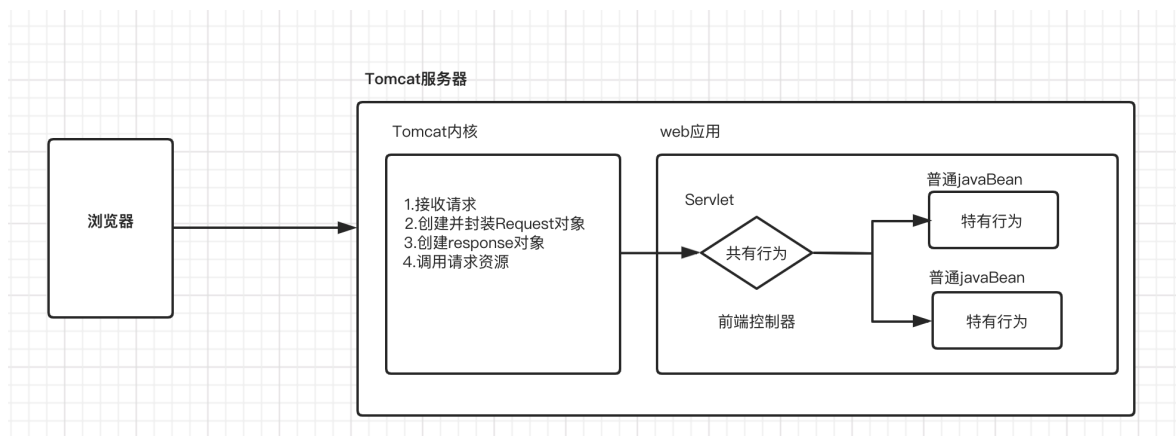 Tomcat服务器
Tomcat内核
web应用
浏览器
1.接收请求
2.创建并封装Request对象
3.创建response对象
4.调用请求资源
Servlet
共有行为
前端控制器
普通javaBean
特有行为
普通javaBean
特有行为